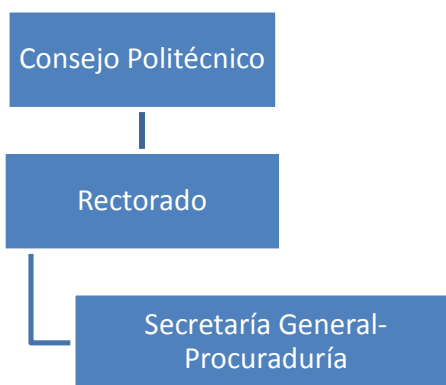 Consejo Politécnico
Rectorado
Secretaría General-
Procuraduría